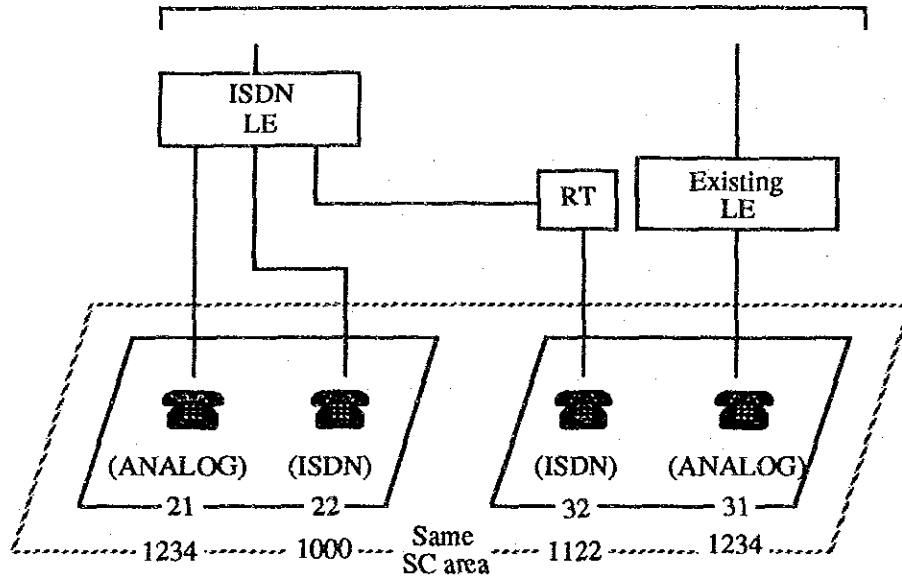 ISDN
LE
RT
Existing
LE
(ANALOG)
(ISDN)
(ISDN)
(ANALOG)
21
22
32
31
1234
1000
Same
SC area
1122
1234